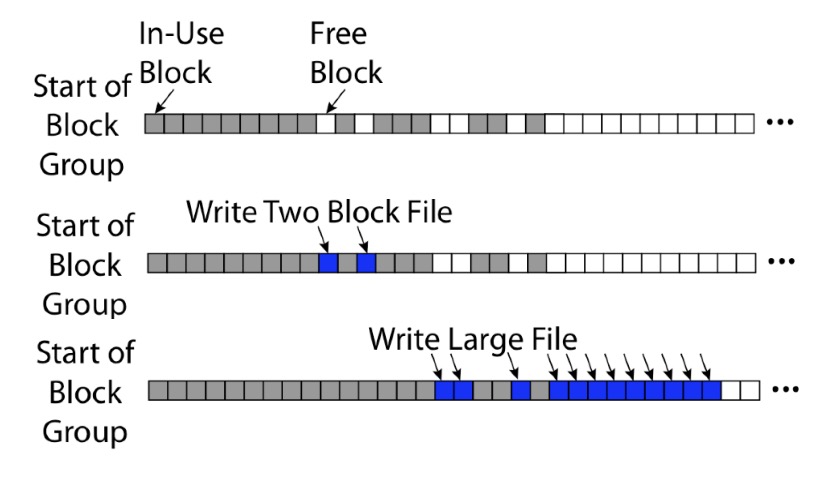 In-Use
Block
Free
Block
Start of
Block
Group
...
Write Two Block File
Start of
Block
Group
...
Write Large File
Start of
Block
Group
...